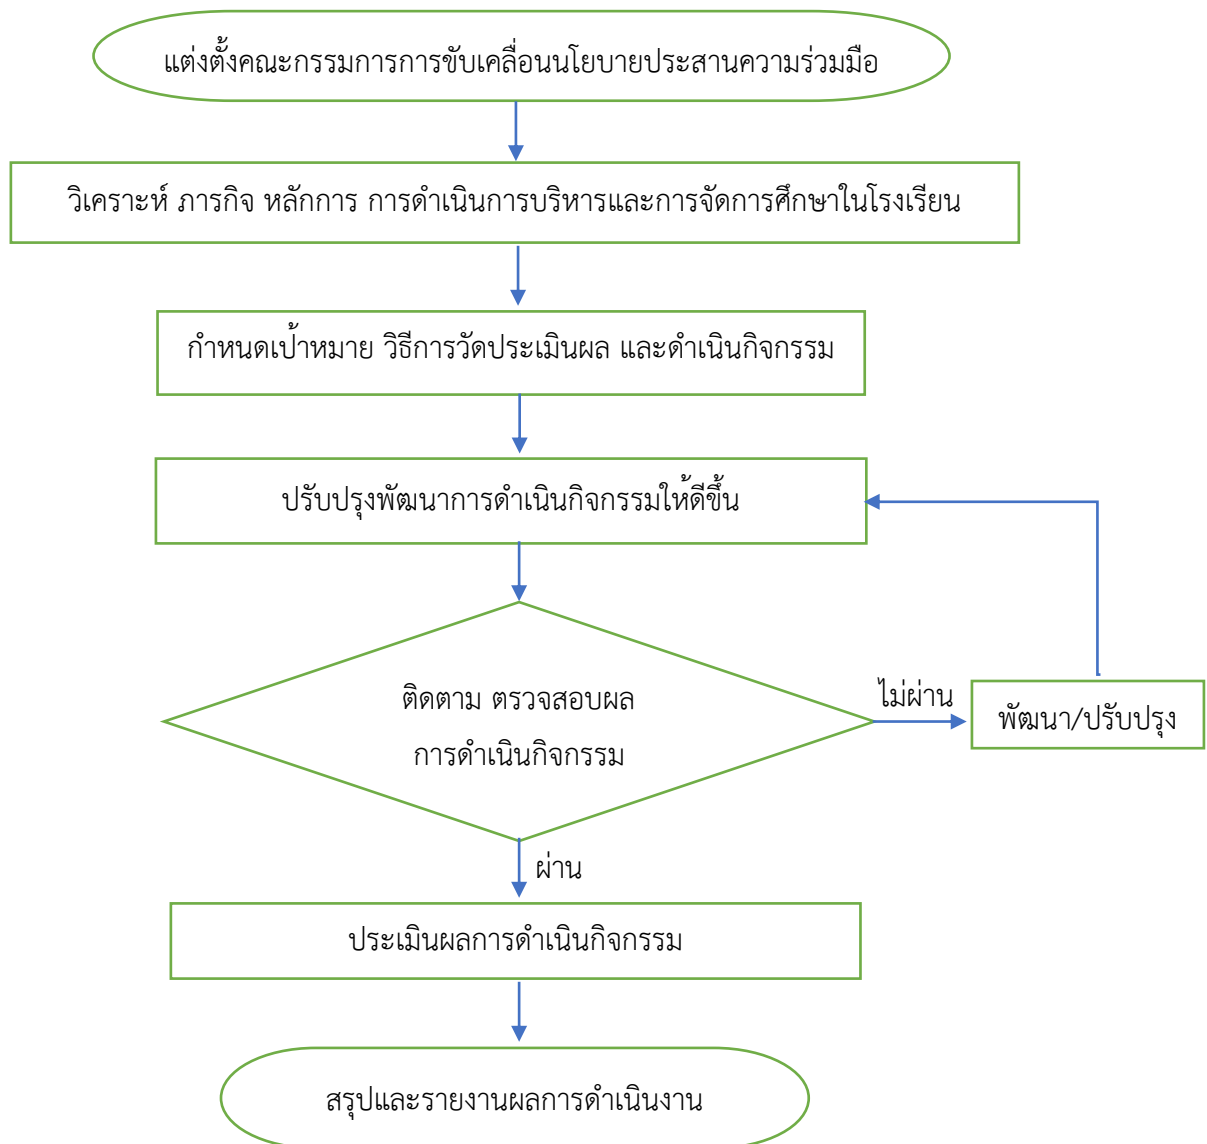 แต่งตั้งคณะกรรมการการขับเคลื่อนนโยบายประสานความร่วมมือ
วิเคราะห์ ภารกิจ หลักการ การดำเนินการบริหารและการจัดการศึกษาในโรงเรียน
กำหนดเป้าหมาย วิธีการวัดประเมินผล และดำเนินกิจกรรม
ปรับปรุงพัฒนาการดำเนินกิจกรรมให้ดีขึ้น
ติดตาม ตรวจสอบผล
การดำเนินกิจกรรม
ไม่ผ่าน
พัฒนา/ปรับปรุง
ผ่าน
ประเมินผลการดำเนินกิจกรรม
สรุปและรายงานผลการดำเนินงาน